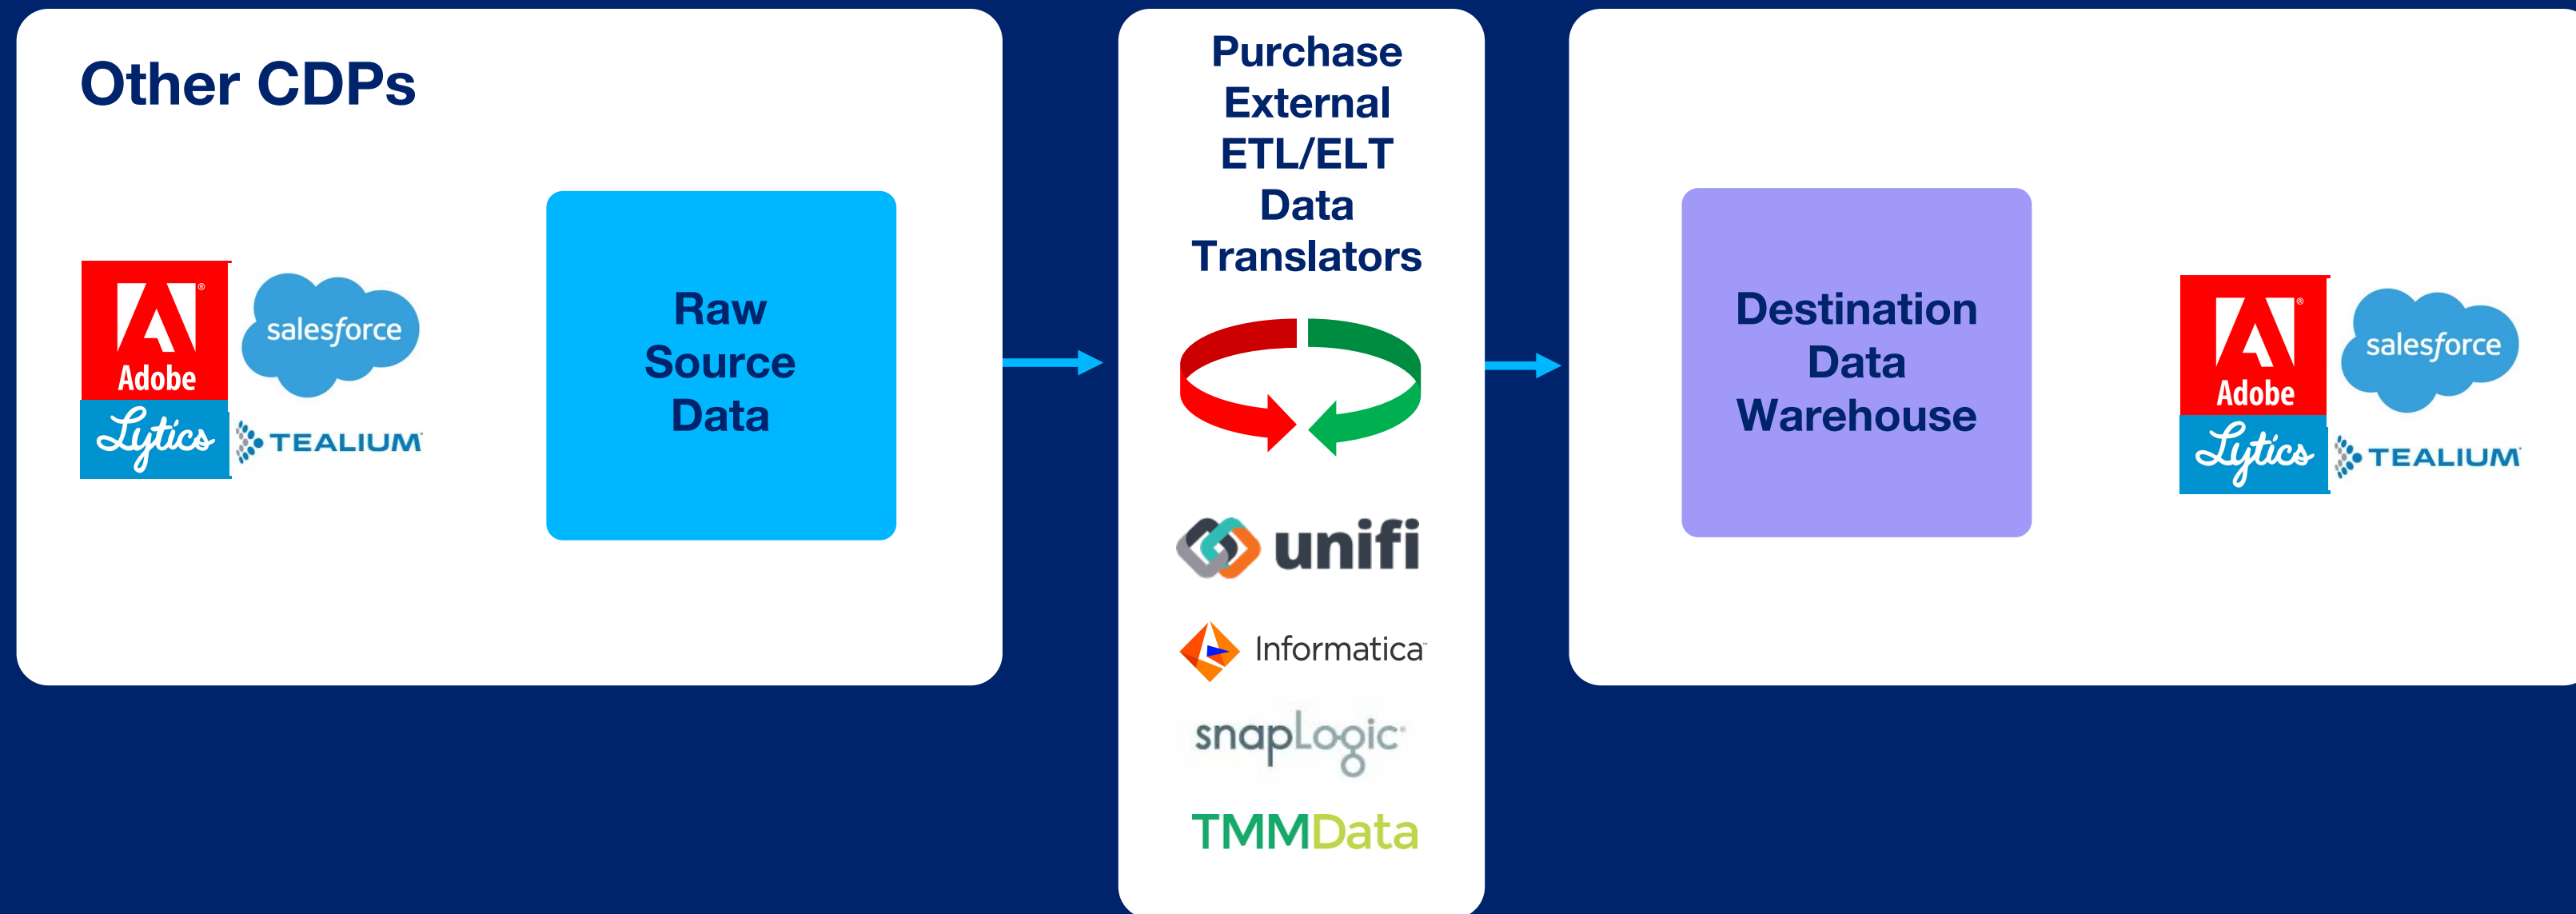 Other CDPs
Adobe
salesforce
Lytics
TEALIUM
Raw
Source
Data
Purchase
External
ETL/ELT
Data
Translators
unifi
Informatica
snapLogic
TMMData
Destination
Data
Warehouse
Adobe
salesforce
Lytics
TEALIUM